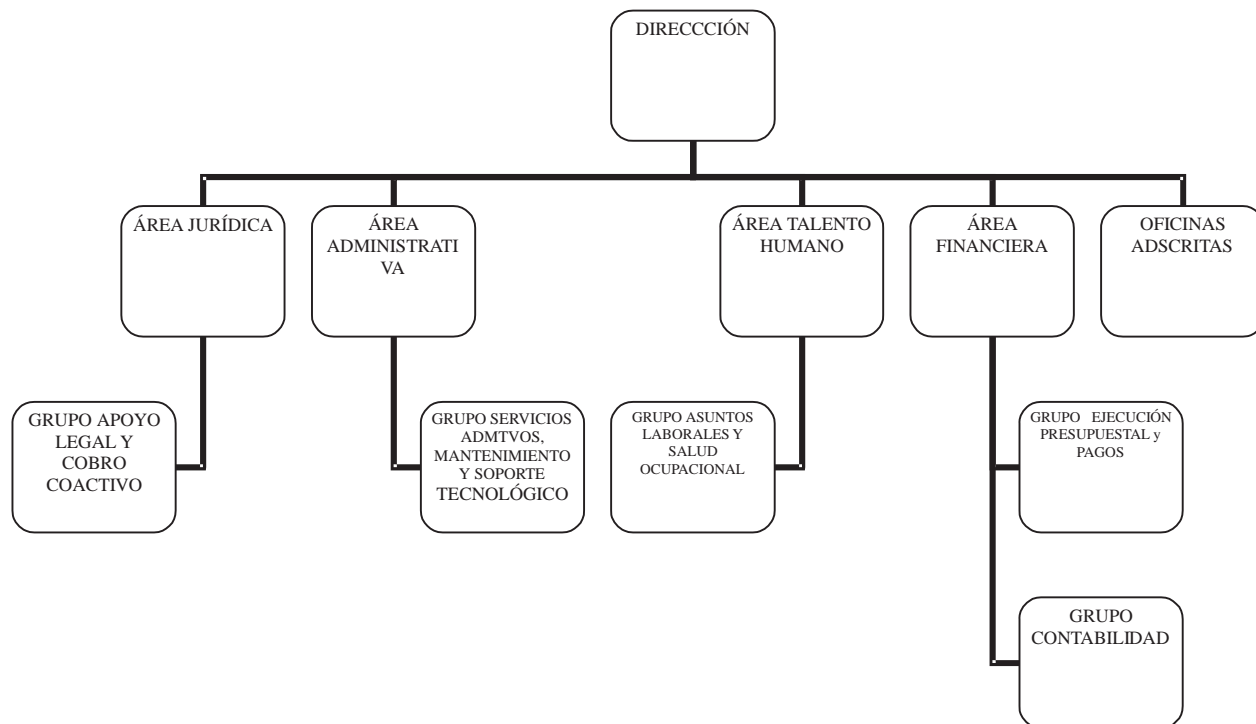 DIRECCCIÓN
ÁREA JURÍDICA
ÁREA
ADMINISTRATI
VA
ÁREA TALENTO
HUMANO
ÁREA
FINANCIERA
OFICINAS
ADSCRITAS
GRUPO APOYO
LEGAL Y
COBRO
COACTIVO
GRUPO SERVICIOS
ADMTVOS,
MANTENIMIENTO
Y SOPORTE
TECNOLÓGICO
GRUPO ASUNTOS
LABORALES Y
SALUD
OCUPACIONAL
GRUPO EJECUCIÓN
PRESUPUESTAL y
PAGOS
GRUPO
CONTABILIDAD